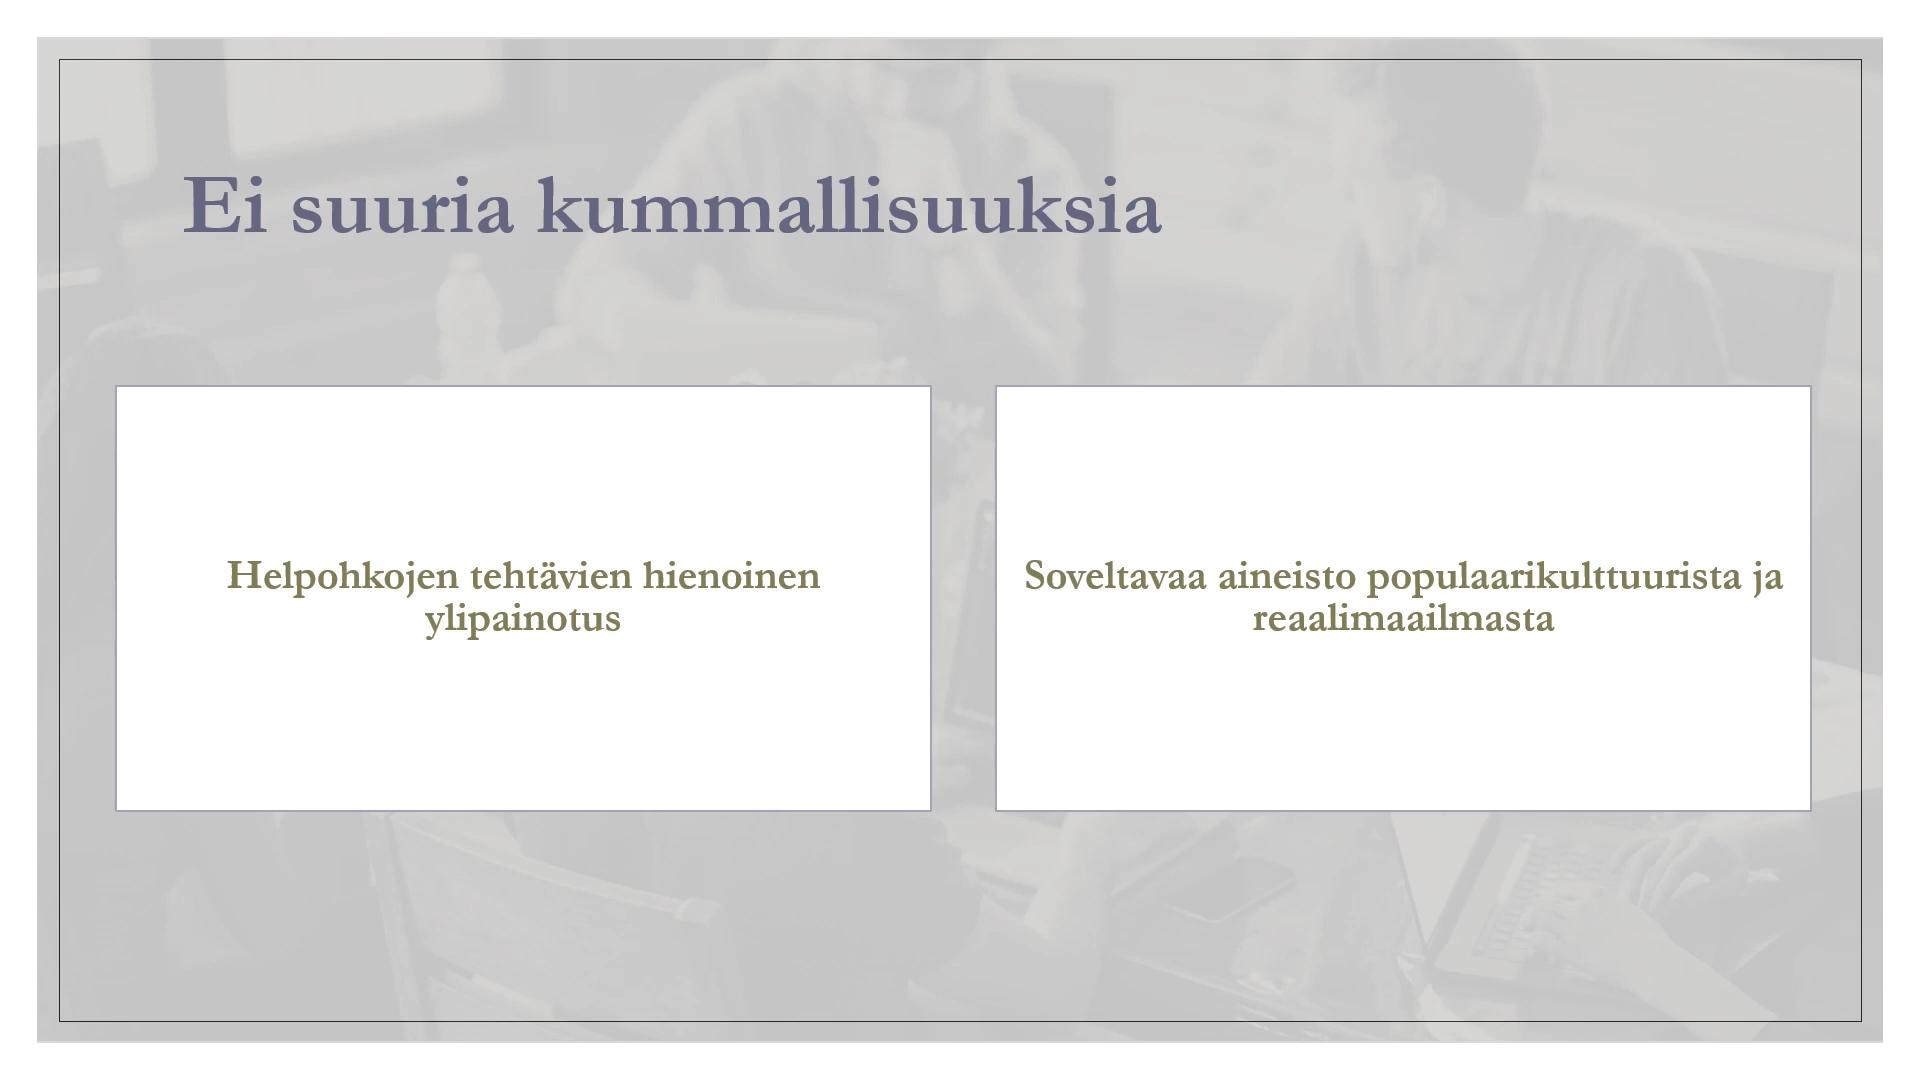 Ei suuria kummallisuuksia
Helpohkojen tehtävien hienoinen
ylipainotus
Soveltavaa aineisto populaarikulttuurista ja
reaalimaailmasta